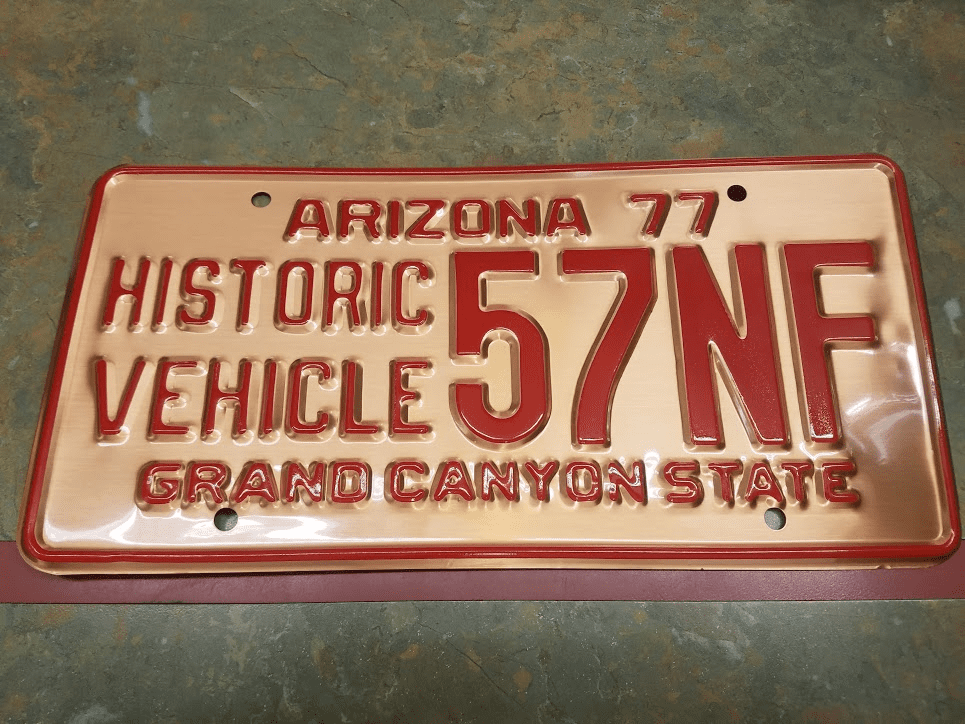 ARIZONA 77
HISTORIC
VEHICLE
57NF
GRAND CANYON STATE